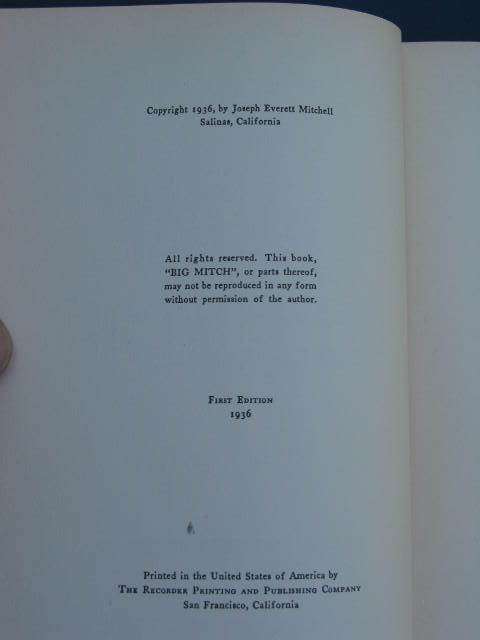 Copyright 1936, by Joseph Everett Mitchell
Salinas, California
All rights reserved. This book,
"BIG MITCH", or parts thereof,
may not be reproduced in any form
without permission of the author.
First Edition
1936
Printed in the United States of America by
The Recorder Printing and Publishing Company
San Francisco, California